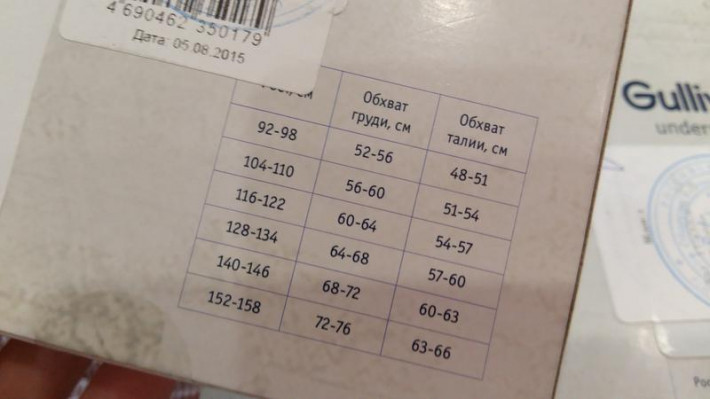 4 690462 350179
Дата: 05.08.2015
Обхват Обхват
груди, см талии, см
92-98 52-56 48-51
104-110 56-60 51-54
116-122 60-64 54-57
128-134 64-68 57-60
140-146 68-72 60-63
152-158 72-76 63-66
Gulliv
under